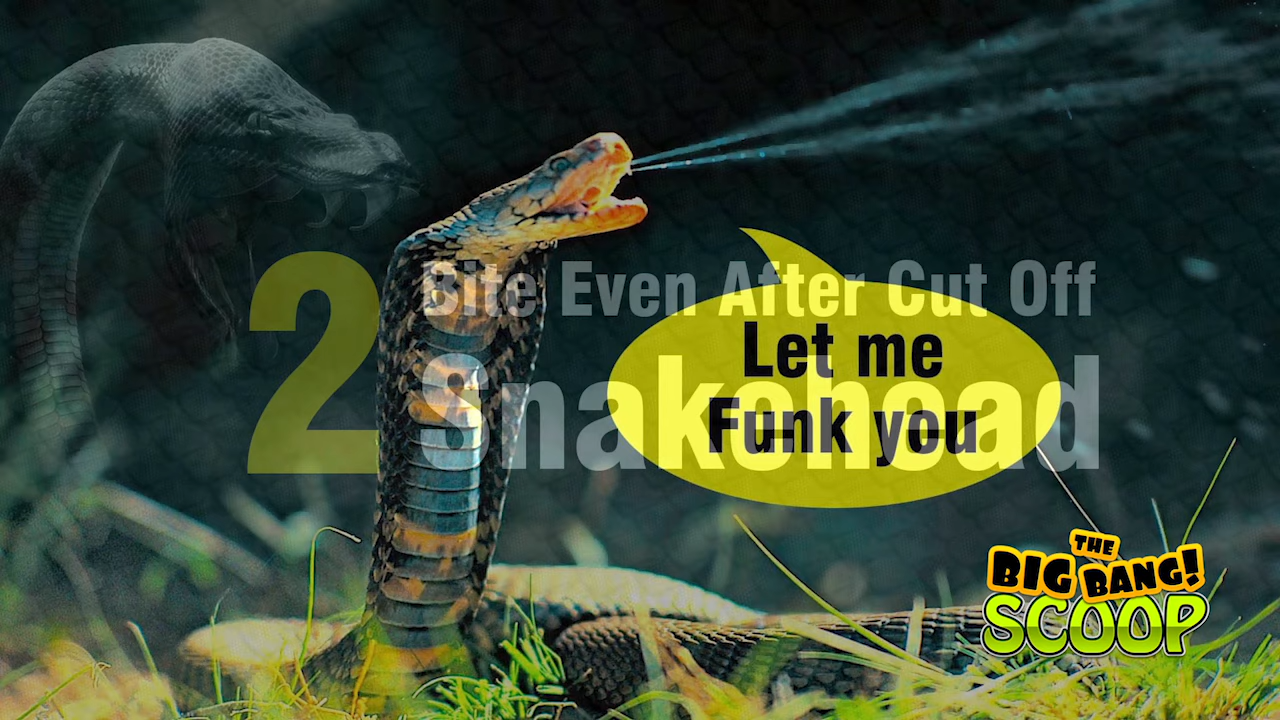 2
Bite Even After Cut Off
Snakehead
Let me
Funk you
THE
BIG BANG!
SCOOP